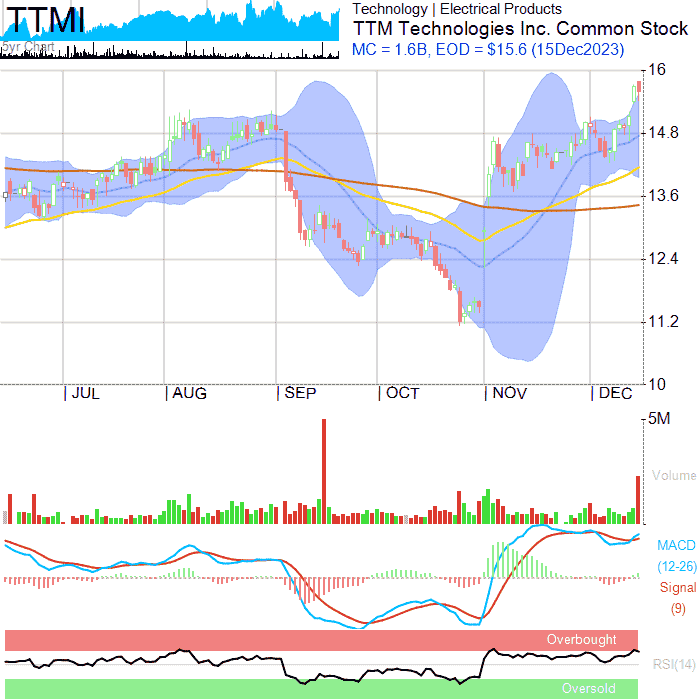 TTMI
5yr Chart
Technology | Electrical Products
TTM Technologies Inc. Common Stock
MC = 1.6B, EOD = $15.6 (15Dec2023)
16
14.8
13.6
12.4
11.2
10
| JUL | AUG | SEP | OCT | NOV | DEC
5M
Volume
MACD
(12-26)
Signal
(9)
Overbought
RSI(14)
Oversold